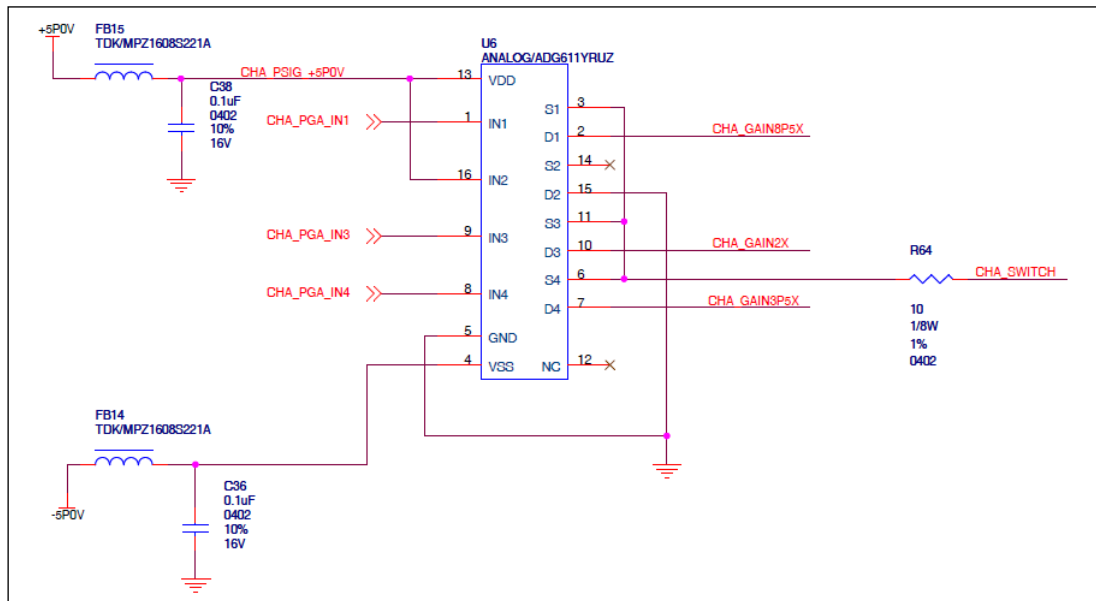 +5P0V
FB15
TDK/MPZ1608S221A
CHA_PSIG_+5P0V
C38
0.1uF
0402
10%
16V
CHA_PGA_IN1
CHA_PGA_IN3
CHA_PGA_IN4
U6
ANALOG/ADG611YRUZ
13 VDD
1 IN1
16 IN2
9 IN3
8 IN4
5 GND
4 VSS
S1 3
D1 2
S2 14
D2 15
S3 11
D3 10
S4 6
D4 7
NC 12
CHA_GAIN8P5X
CHA_GAIN2X
CHA_GAIN3P5X
R64
CHA_SWITCH
10
1/8W
1%
0402
FB14
TDK/MPZ1608S221A
-5P0V
C36
0.1uF
0402
10%
16V